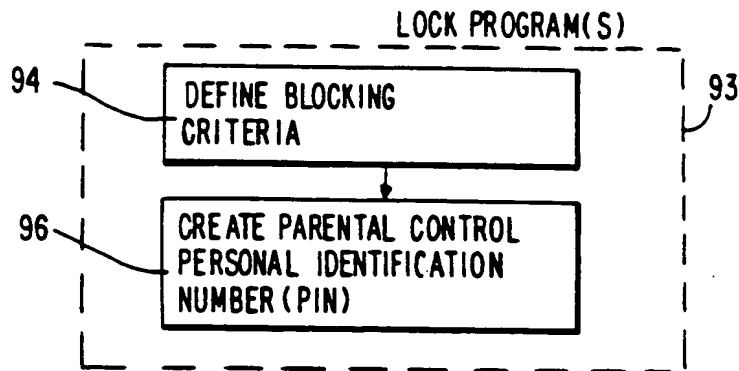 LOCK PROGRAM(S)
94
DEFINE BLOCKING
CRITERIA
93
96
CREATE PARENTAL CONTROL
PERSONAL IDENTIFICATION
NUMBER (PIN)